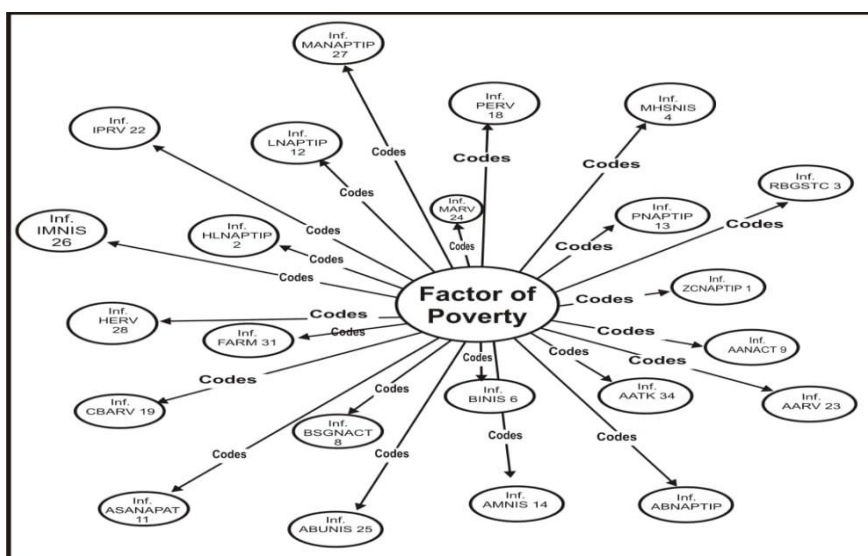 Inf.
MANAPTIP
27
Inf.
PERV
18
Inf.
MHSNIS
4
Inf.
IPRV 22
Inf.
LNAPTIP
12
Codes
Codes
Codes
Codes
Codes
Inf.
RBGSTC 3
Inf.
MARV
24
Inf.
PNAPTIP
13
Inf.
IMNIS
26
Inf.
HLNAPTIP
2
Codes
Codes
Codes
Codes
Codes
Inf.
ZCNAPTIP 1
Factor of
Poverty
Codes
Inf.
HERV
28
Codes
Inf.
FARM 31
Codes
Codes
Inf.
AANACT 9
Codes
Codes
Codes
Codes
Codes
Inf.
CBARV 19
Inf.
BINIS 6
Inf.
AATK 34
Inf.
AARV 23
Inf.
BSGNACT
8
Codes
Codes
Codes
Codes
Inf.
ASANAPAT
11
Inf.
ABUNIS 25
Inf.
AMNIS 14
Inf.
ABNAPTIP